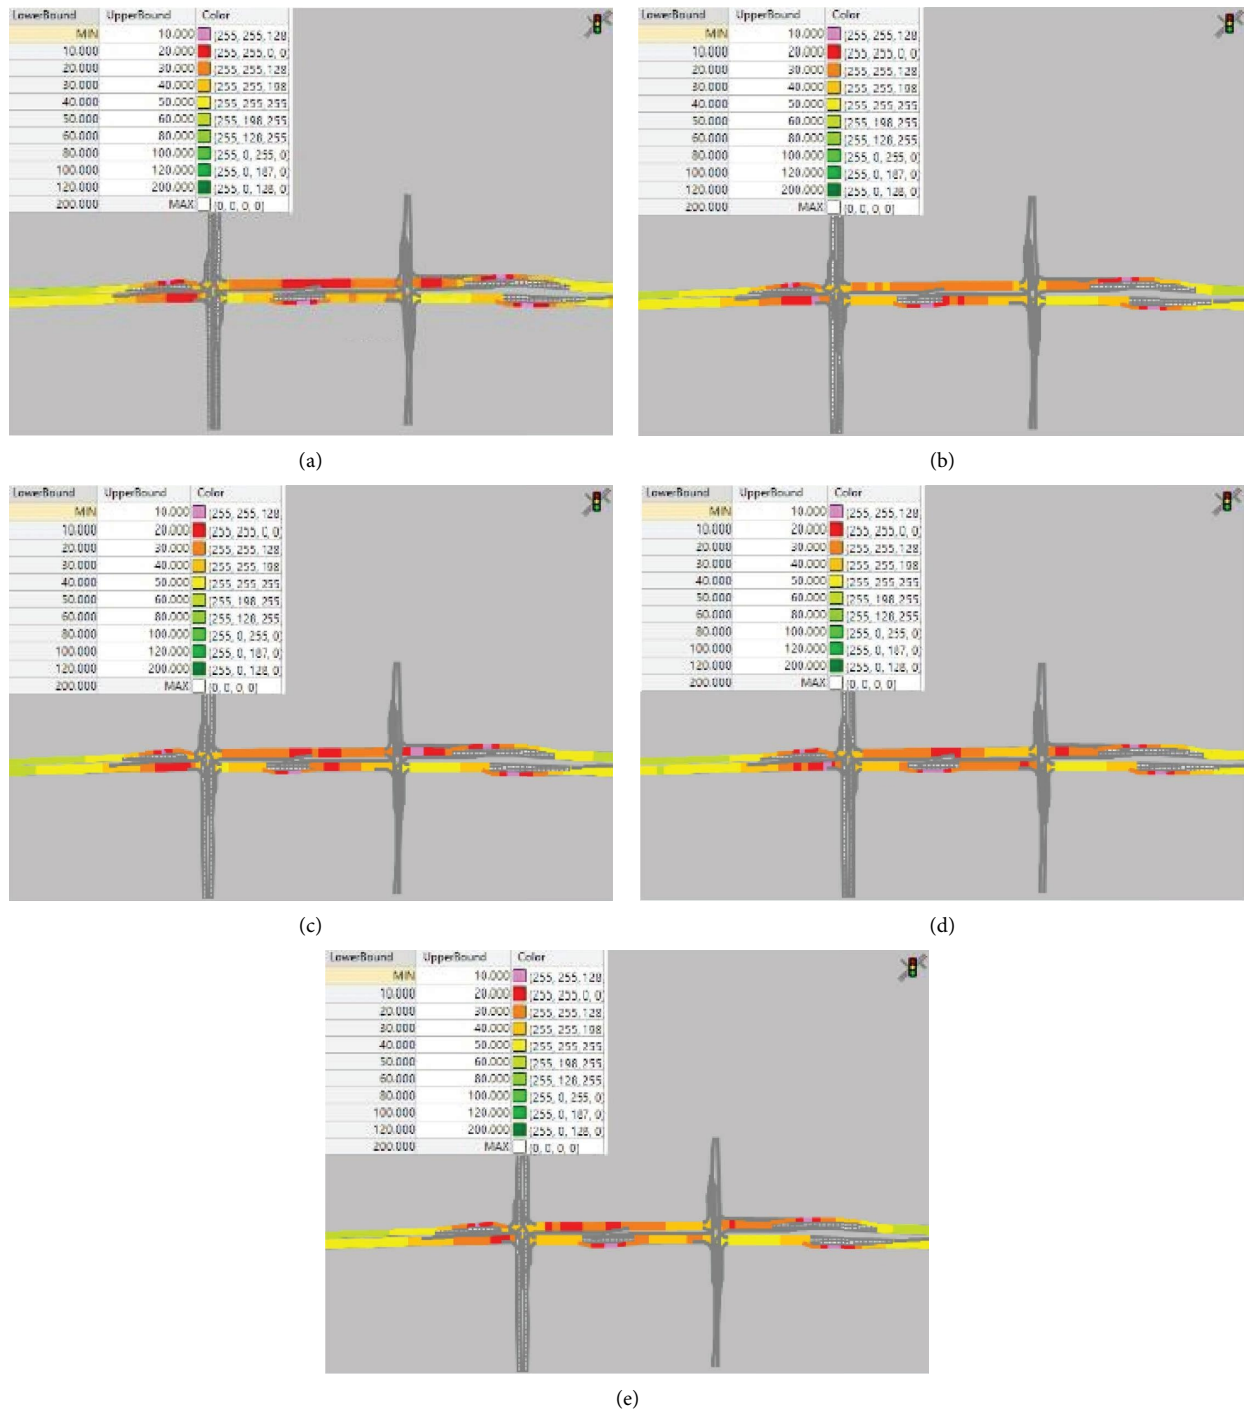 LowerBound UpperBound Color
MIN 10.000 [255, 255, 128,
10.000 20.000 [255, 255, 0, 0]
20.000 30.000 [255, 255, 128,
30.000 40.000 [255, 255, 198,
40.000 50.000 [255, 255, 255,
50.000 60.000 [255, 198, 255,
60.000 80.000 [255, 128, 255,
80.000 100.000 [255, 0, 255, 0]
100.000 120.000 [255, 0, 187, 0]
120.000 200.000 [255, 0, 128, 0]
200.000 MAX [0, 0, 0, 0]
(a)
LowerBound UpperBound Color
MIN 10.000 [255, 255, 128,
10.000 20.000 [255, 255, 0, 0]
20.000 30.000 [255, 255, 128,
30.000 40.000 [255, 255, 198,
40.000 50.000 [255, 255, 255,
50.000 60.000 [255, 198, 255,
60.000 80.000 [255, 128, 255,
80.000 100.000 [255, 0, 255, 0]
100.000 120.000 [255, 0, 187, 0]
120.000 200.000 [255, 0, 128, 0]
200.000 MAX [0, 0, 0, 0]
(b)
LowerBound UpperBound Color
MIN 10.000 [255, 255, 128,
10.000 20.000 [255, 255, 0, 0]
20.000 30.000 [255, 255, 128,
30.000 40.000 [255, 255, 198,
40.000 50.000 [255, 255, 255,
50.000 60.000 [255, 198, 255,
60.000 80.000 [255, 128, 255,
80.000 100.000 [255, 0, 255, 0]
100.000 120.000 [255, 0, 187, 0]
120.000 200.000 [255, 0, 128, 0]
200.000 MAX [0, 0, 0, 0]
(c)
LowerBound UpperBound Color
MIN 10.000 [255, 255, 128,
10.000 20.000 [255, 255, 0, 0]
20.000 30.000 [255, 255, 128,
30.000 40.000 [255, 255, 198,
40.000 50.000 [255, 255, 255,
50.000 60.000 [255, 198, 255,
60.000 80.000 [255, 128, 255,
80.000 100.000 [255, 0, 255, 0]
100.000 120.000 [255, 0, 187, 0]
120.000 200.000 [255, 0, 128, 0]
200.000 MAX [0, 0, 0, 0]
(d)
LowerBound UpperBound Color
MIN 10.000 [255, 255, 128,
10.000 20.000 [255, 255, 0, 0]
20.000 30.000 [255, 255, 128,
30.000 40.000 [255, 255, 198,
40.000 50.000 [255, 255, 255,
50.000 60.000 [255, 198, 255,
60.000 80.000 [255, 128, 255,
80.000 100.000 [255, 0, 255, 0]
100.000 120.000 [255, 0, 187, 0]
120.000 200.000 [255, 0, 128, 0]
200.000 MAX [0, 0, 0, 0]
(e)